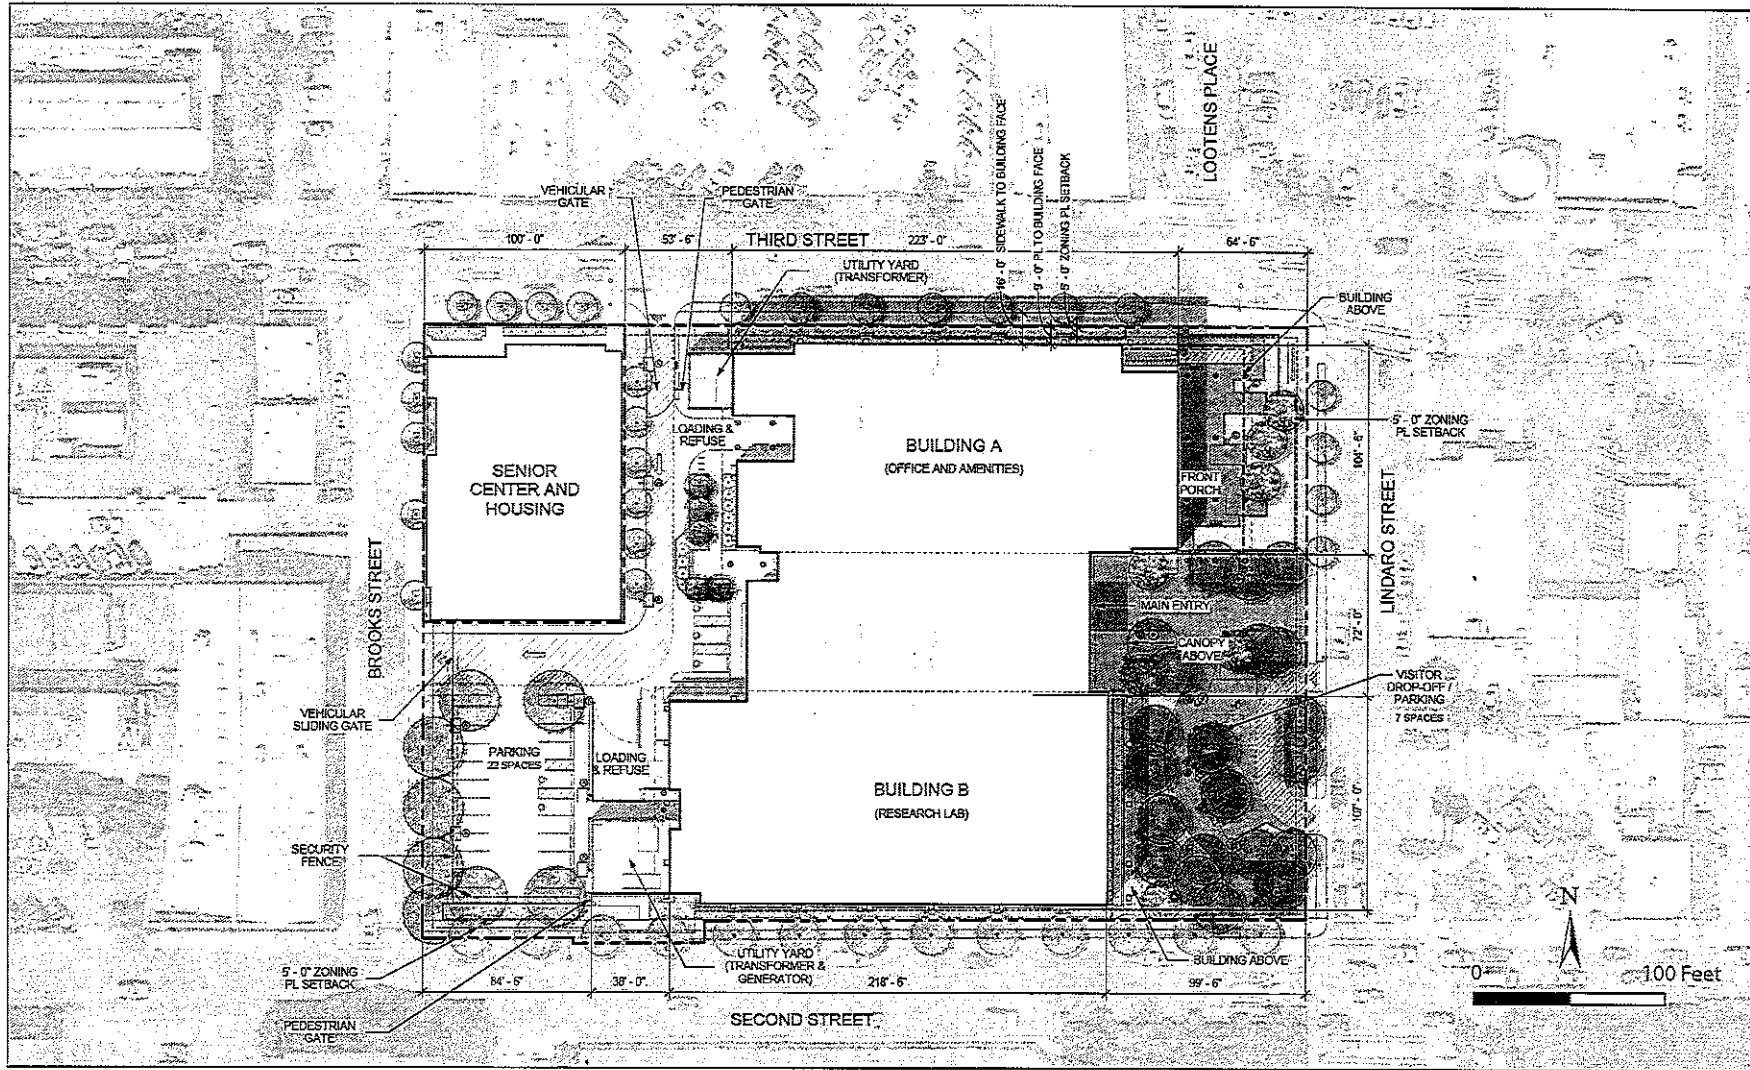 LOOTENS PLACE
16' - 0" SIDEWALK TO BUILDING FACE
9' - 0" PL TO BUILDING FACE
5' - 0" ZONING PL SETBACK
VEHICULAR
GATE
PEDESTRIAN
GATE
100' - 0"
53' - 6"
THIRD STREET
223' - 0"
64' - 6"
UTILITY YARD
(TRANSFORMER)
BUILDING
ABOVE
5' - 0" ZONING
PL SETBACK
LOADING &
REFUSE
BUILDING A
(OFFICE AND AMENITIES)
SENIOR
CENTER AND
HOUSING
FRONT
PORCH
104' - 6"
LINDARO STREET
BROOKS STREET
MAIN ENTRY
CANOPY
ABOVE
72' - 0"
VISITOR
DROP-OFF /
PARKING
7 SPACES
VEHICULAR
SLIDING GATE
PARKING
22 SPACES
LOADING
& REFUSE
BUILDING B
(RESEARCH LAB)
107' - 0"
SECURITY
FENCE
N
UTILITY YARD
(TRANSFORMER &
GENERATOR)
BUILDING ABOVE
5' - 0" ZONING
PL SETBACK
84' - 6"
38' - 0"
218' - 6"
99' - 6"
0
100 Feet
PEDESTRIAN
GATE
SECOND STREET